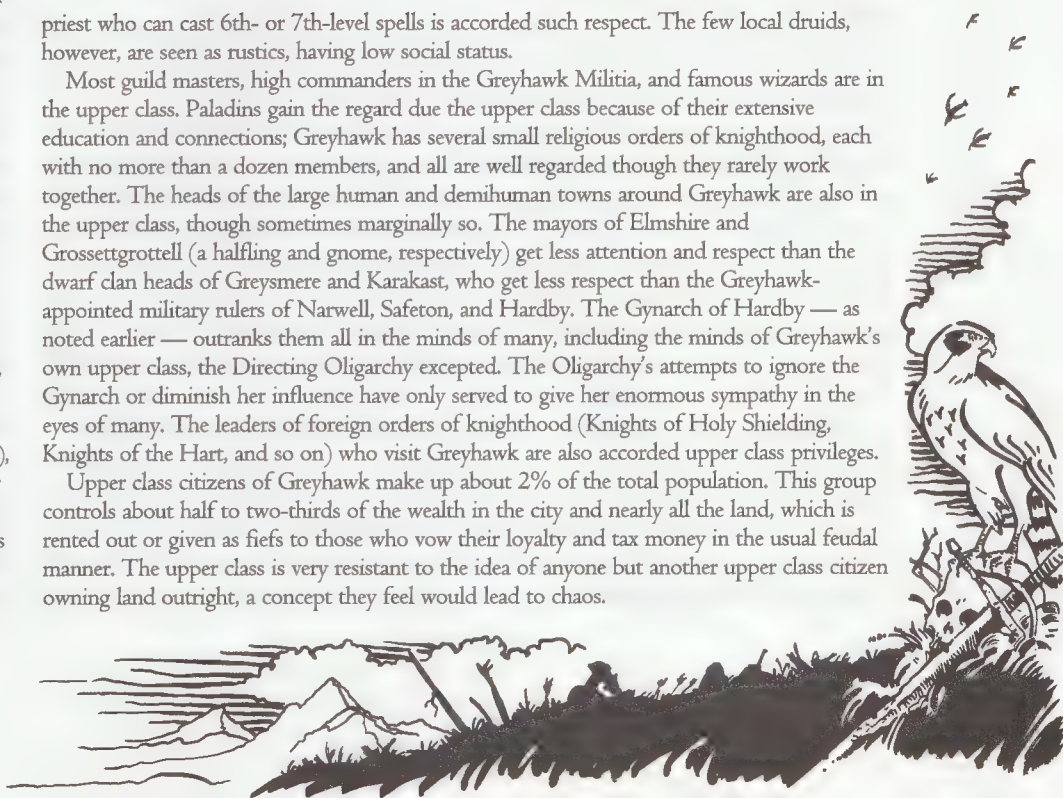 priest who can cast 6th- or 7th-level spells is accorded such respect. The few local druids,
however, are seen as rustics, having low social status.
Most guild masters, high commanders in the Greyhawk Militia, and famous wizards are in
the upper class. Paladins gain the regard due the upper class because of their extensive
education and connections; Greyhawk has several small religious orders of knighthood, each
with no more than a dozen members, and all are well regarded though they rarely work
together. The heads of the large human and demihuman towns around Greyhawk are also in
the upper class, though sometimes marginally so. The mayors of Elmshire and
Grossettgrottell (a halfling and gnome, respectively) get less attention and respect than the
dwarf clan heads of Greysmere and Karakast, who get less respect than the Greyhawk-
appointed military rulers of Narwell, Safeton, and Hardby. The Gynarch of Hardby — as
noted earlier — outranks them all in the minds of many, including the minds of Greyhawk's
own upper class, the Directing Oligarchy excepted. The Oligarchy's attempts to ignore the
Gynarch or diminish her influence have only served to give her enormous sympathy in the
eyes of many. The leaders of foreign orders of knighthood (Knights of Holy Shielding,
),
Knights of the Hart, and so on) who visit Greyhawk are also accorded upper class privileges.
Upper class citizens of Greyhawk make up about 2% of the total population. This group
controls about half to two-thirds of the wealth in the city and nearly all the land, which is
s
rented out or given as fiefs to those who vow their loyalty and tax money in the usual feudal
manner. The upper class is very resistant to the idea of anyone but another upper class citizen
owning land outright, a concept they feel would lead to chaos.